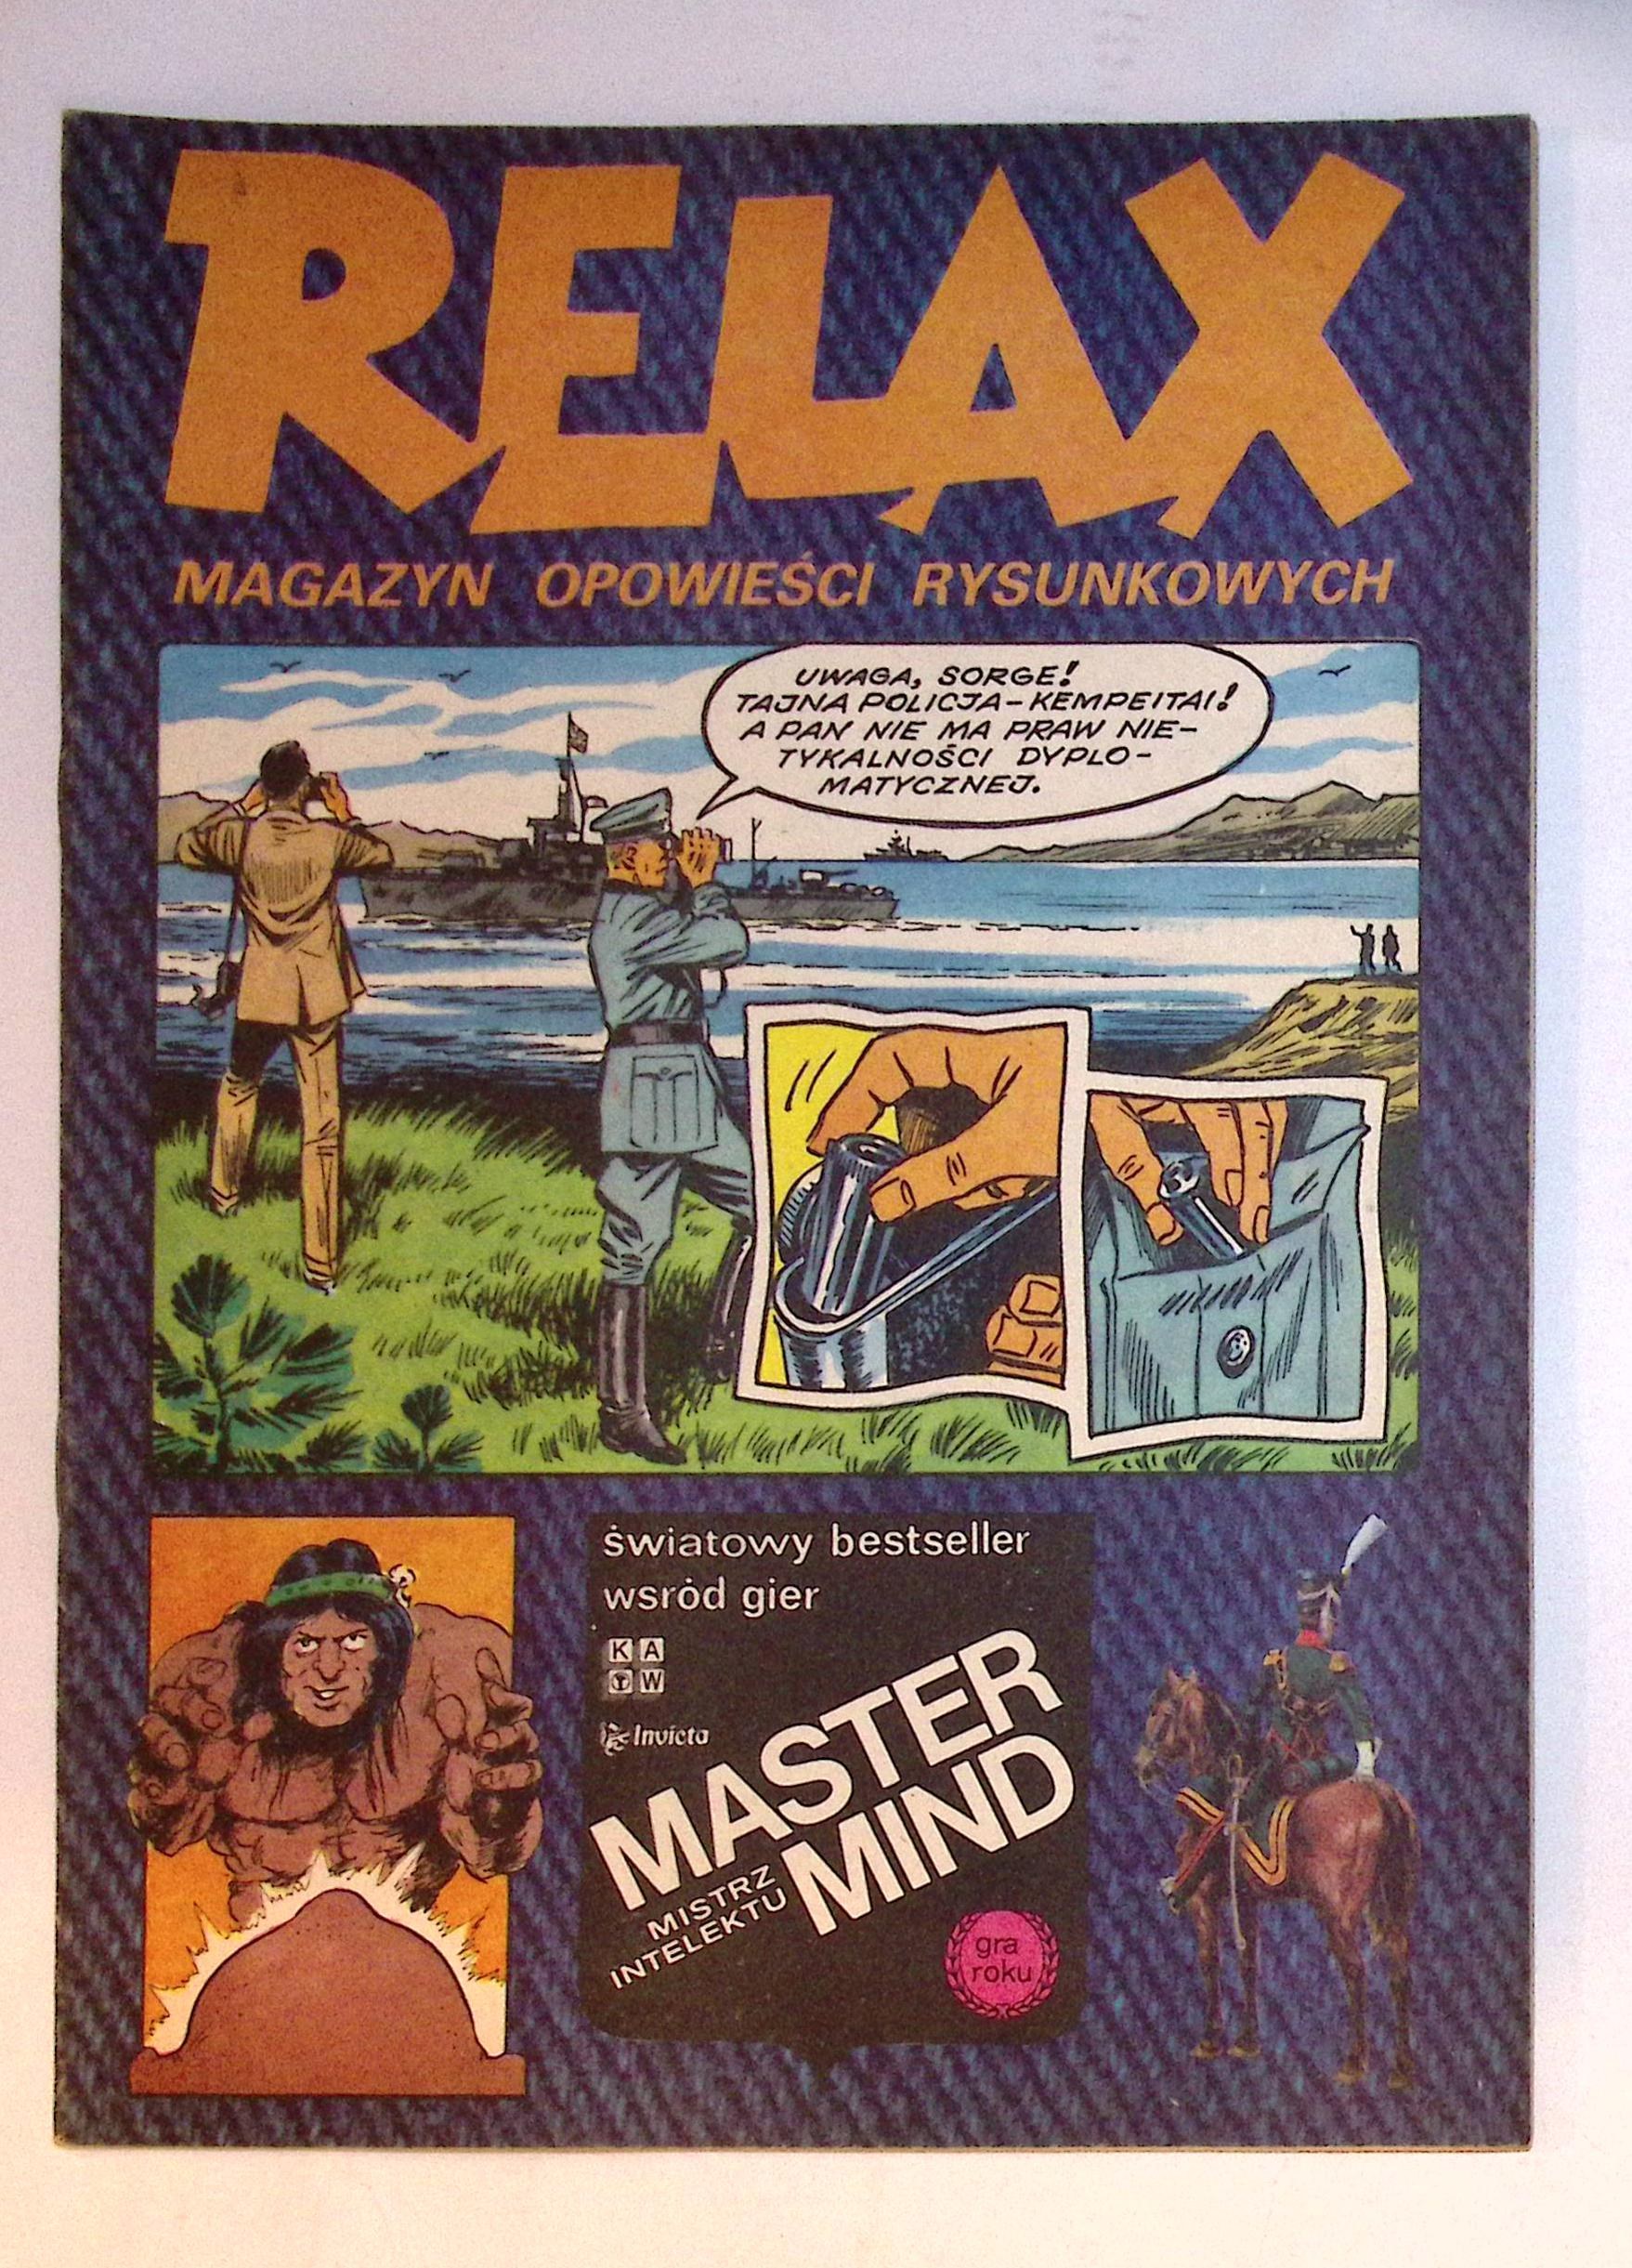 RELAX
MAGAZYN OPOWIEŚCI RYSUNKOWYCH
UWAGA, SORGE!
TAJNA POLICJA-KEMPEITAI!
A PAN NIE MA PRAW NIE-
TYKALNOŚCI DYPLO-
MATYCZNEJ.
światowy bestseller
wsród gier
KA
W
Invicta
MASTER
MIND
MISTRZ
INTELEKTU
gra
roku